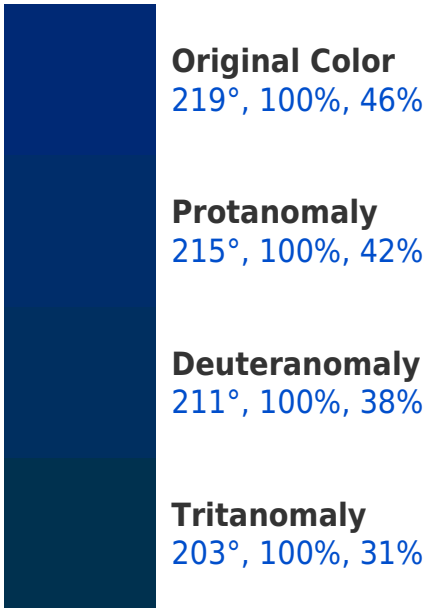 Original Color
219°, 100%, 46%
Protanomaly
215°, 100%, 42%
Deuteranomaly
211°, 100%, 38%
Tritanomaly
203°, 100%, 31%